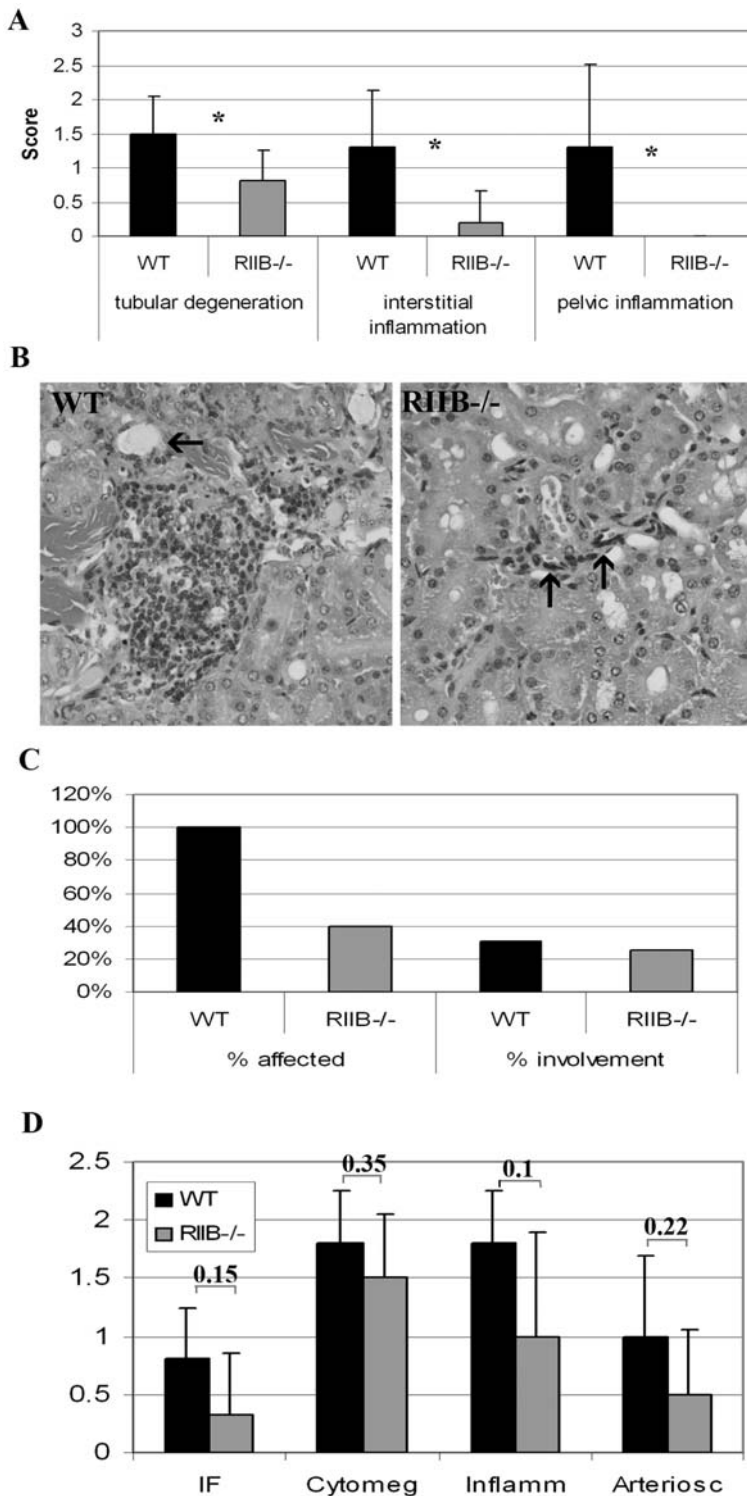 A
3
2.5
2
1.5
1
0.5
0
Score
*
*
*
WT RIIB-/- WT RIIB-/- WT RIIB-/-
tubular degeneration interstitial inflammation pelvic inflammation
B
WT RIIB-/-
C
120%
100%
80%
60%
40%
20%
0%
WT RIIB-/- WT RIIB-/-
% affected % involvement
D
2.5
2
1.5
1
0.5
0
WT
RIIB-/-
0.15
0.35
0.1
0.22
IF Cytomeg Inflamm Arteriosc